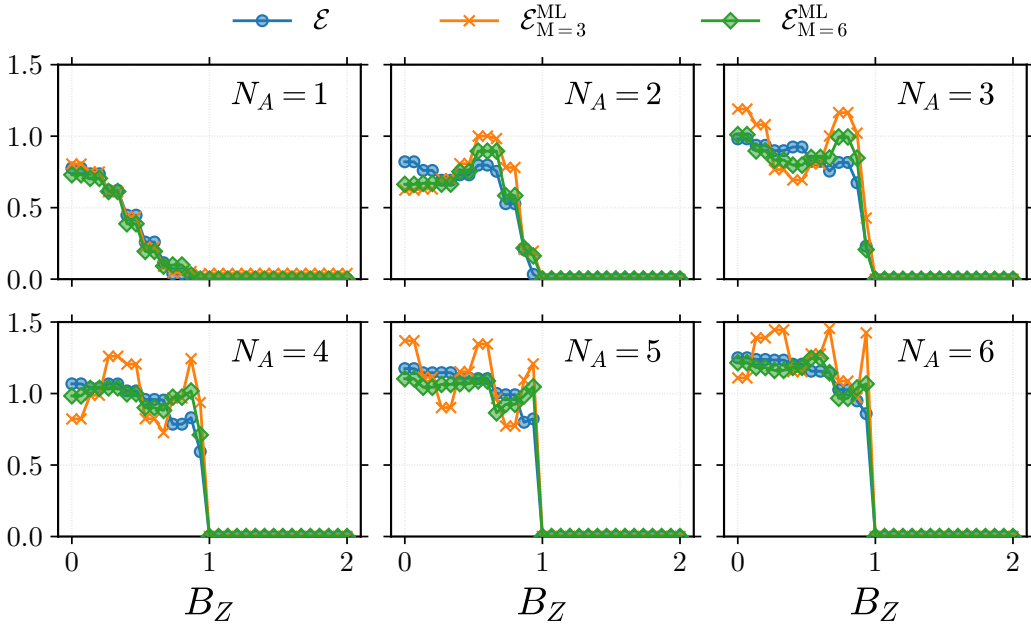 ℰ ℰ^ML_M=3 ℰ^ML_M=6
1.5 N_A = 1 N_A = 2 N_A = 3
1.0
0.5
0.0
1.5 N_A = 4 N_A = 5 N_A = 6
1.0
0.5
0.0
0 1 2 0 1 2 0 1 2
B_Z B_Z B_Z